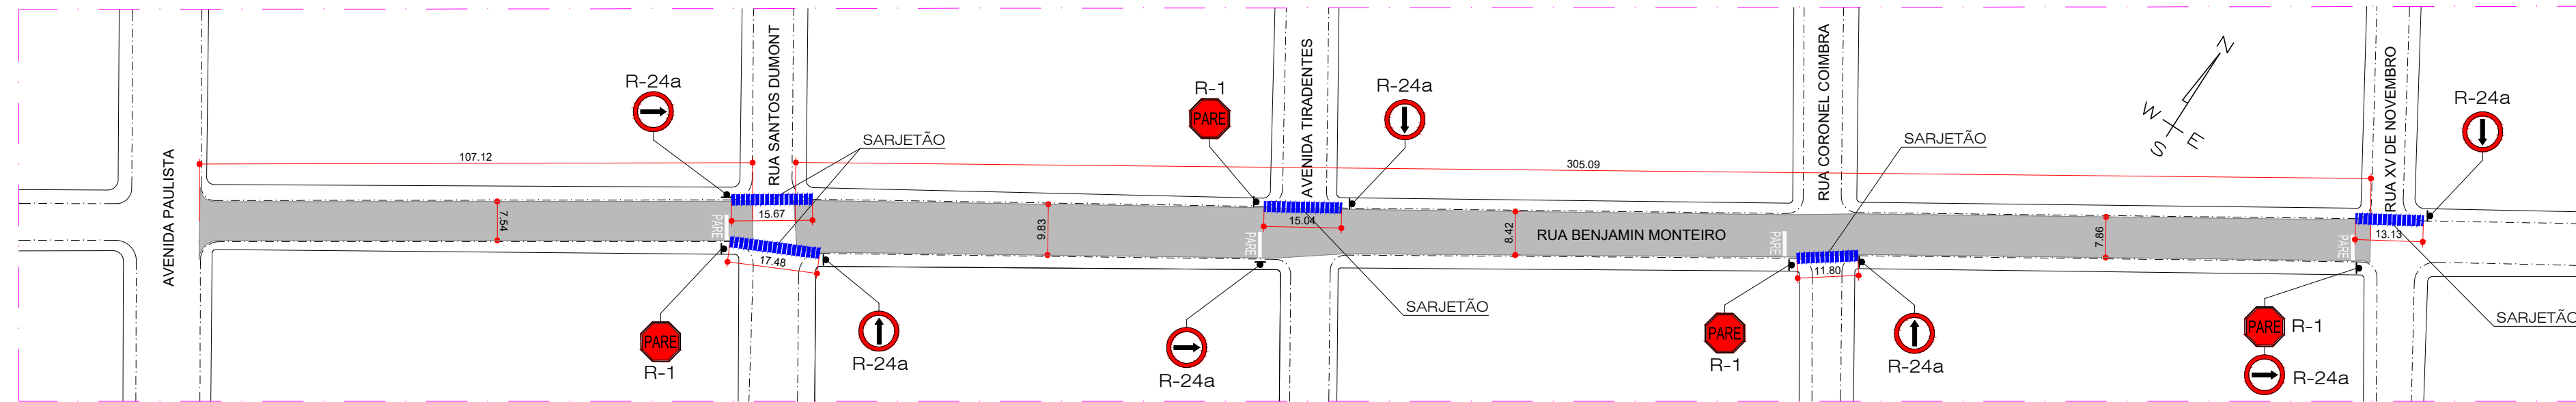 AVENIDA PAULISTA
107.12
7.54
R-24a
RUA SANTOS DUMONT
SARJETÃO
PARE
15.67
17.48
PARE
R-1
R-24a
9.83
R-1
PARE
AVENIDA TIRADENTES
R-24a
PARE
15.04
R-24a
SARJETÃO
305.09
8.42
RUA BENJAMIN MONTEIRO
PARE
RUA CORONEL COIMBRA
SARJETÃO
11.80
PARE
R-1
R-24a
N
W
E
S
7.86
PARE
RUA XV DE NOVEMBRO
R-24a
13.13
SARJETÃO
PARE R-1
R-24a